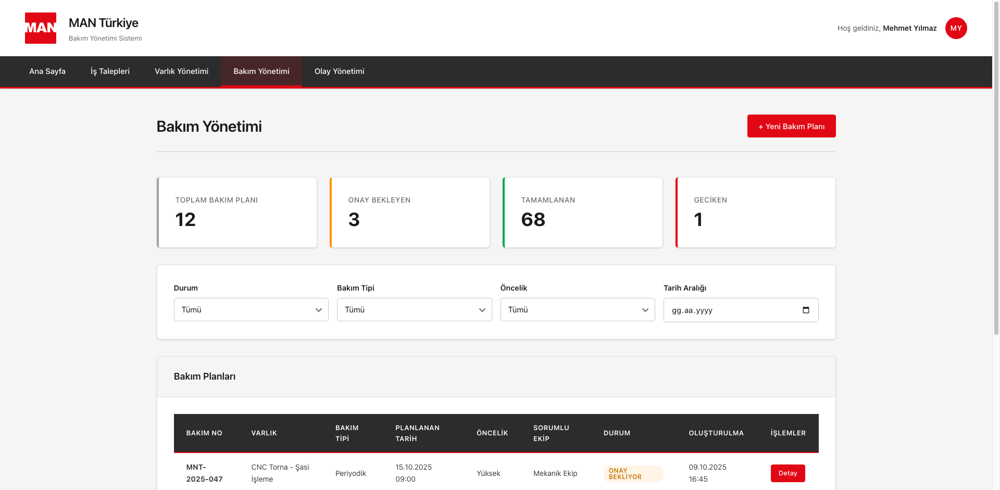 MAN
MAN Türkiye
Bakım Yönetimi Sistemi
Hoş geldiniz, Mehmet Yılmaz
MY
Ana Sayfa
İş Talepleri
Varlık Yönetimi
Bakım Yönetimi
Olay Yönetimi
Bakım Yönetimi
+ Yeni Bakım Planı
TOPLAM BAKIM PLANI
12
ONAY BEKLEYEN
3
TAMAMLANAN
68
GECİKEN
1
Durum
Tümü
Bakım Tipi
Tümü
Öncelik
Tümü
Tarih Aralığı
gg.aa.yyyy
Bakım Planları
BAKIM NO
VARLIK
BAKIM
TİPİ
PLANLANAN
TARİH
ÖNCELİK
SORUMLU
EKİP
DURUM
OLUŞTURULMA
İŞLEMLER
MNT-
2025-047
CNC Torna - Şasi
İşleme
Periyodik
15.10.2025
09:00
Yüksek
Mekanik Ekip
ONAY
BEKLİYOR
09.10.2025
16:45
Detay